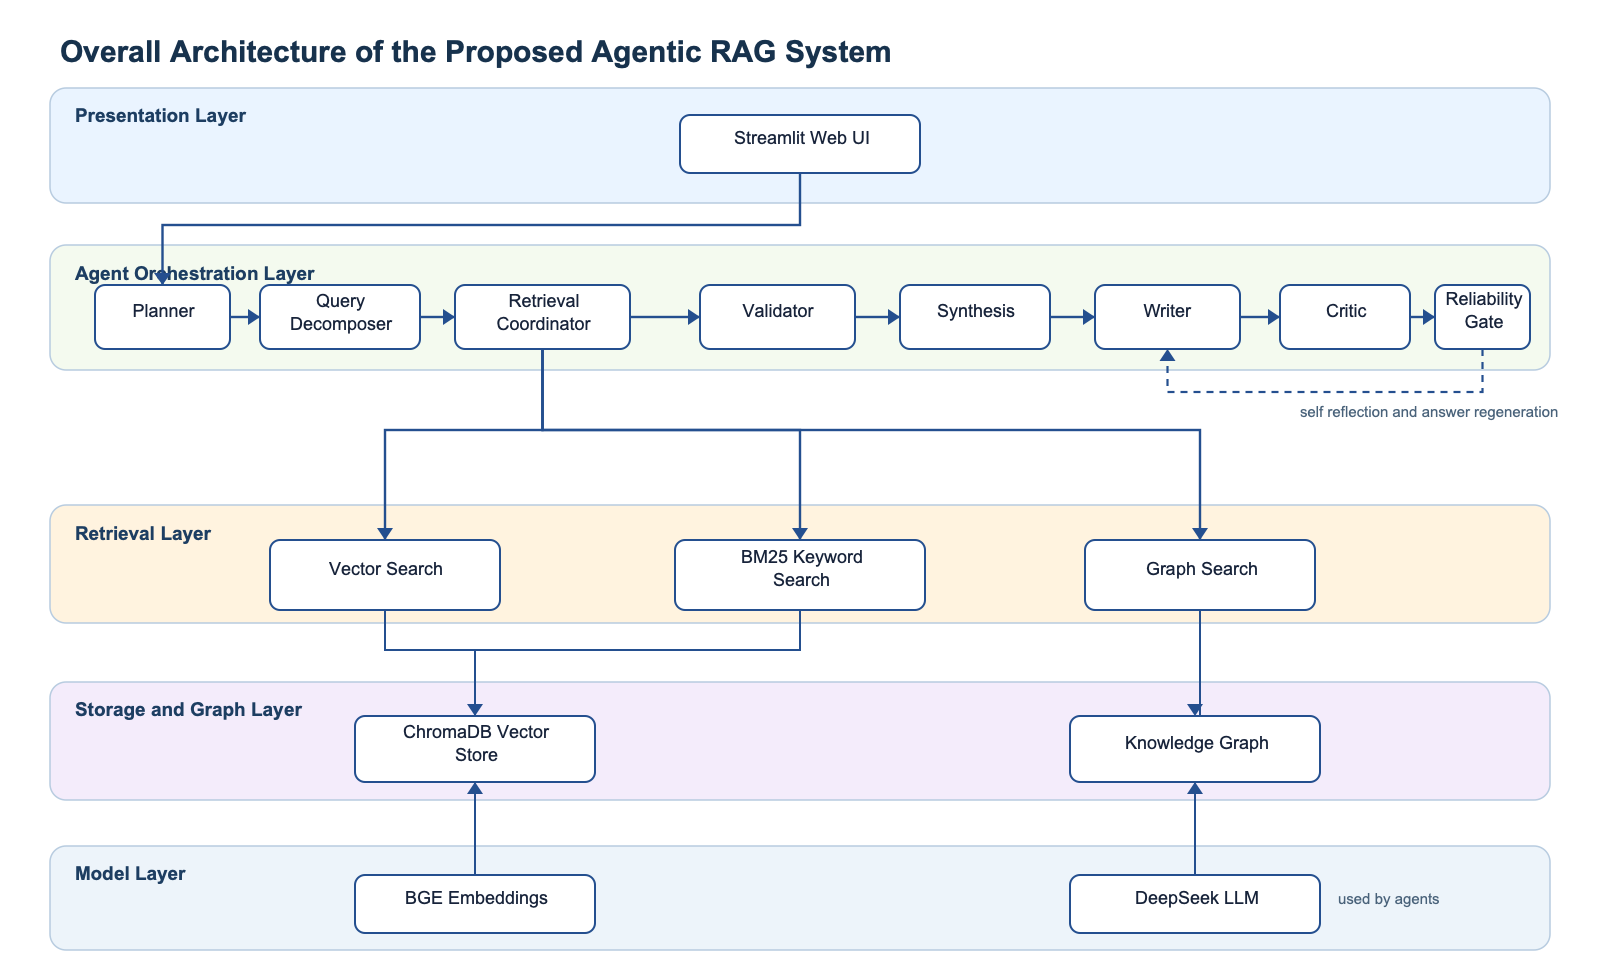 Overall Architecture of the Proposed Agentic RAG System
Presentation Layer
Streamlit Web UI
Agent Orchestration Layer
Planner
Query
Decomposer
Retrieval
Coordinator
Validator
Synthesis
Writer
Critic
Reliability
Gate
self reflection and answer regeneration
Retrieval Layer
Vector Search
BM25 Keyword
Search
Graph Search
Storage and Graph Layer
ChromaDB Vector
Store
Knowledge Graph
Model Layer
BGE Embeddings
DeepSeek LLM
used by agents